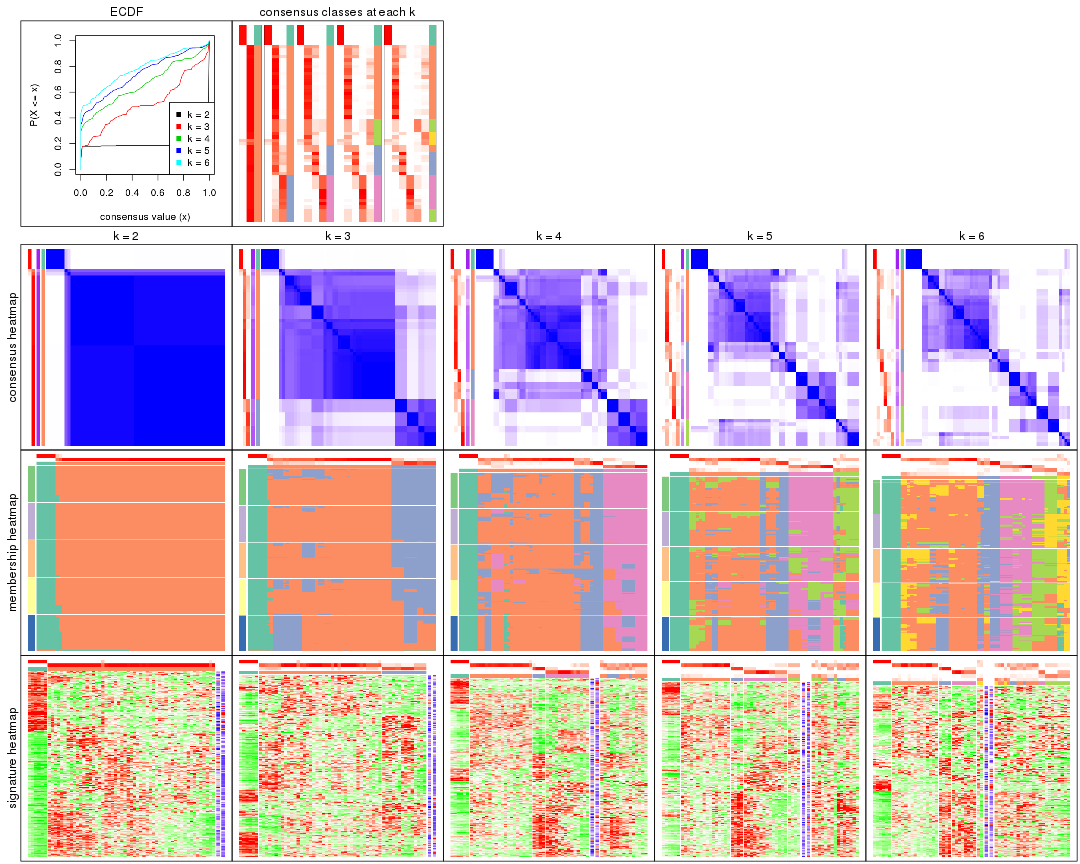 ECDF
consensus classes at each k
P(X <= x)
0.0 0.2 0.4 0.6 0.8 1.0
k = 2
k = 3
k = 4
k = 5
k = 6
0.0 0.2 0.4 0.6 0.8 1.0
consensus value (x)
k = 2
k = 3
k = 4
k = 5
k = 6
consensus heatmap
membership heatmap
signature heatmap